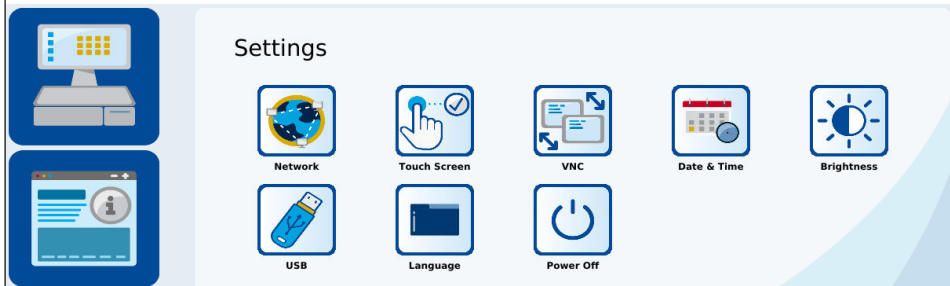 Settings
Network
Touch Screen
VNC
Date & Time
Brightness
USB
Language
Power Off